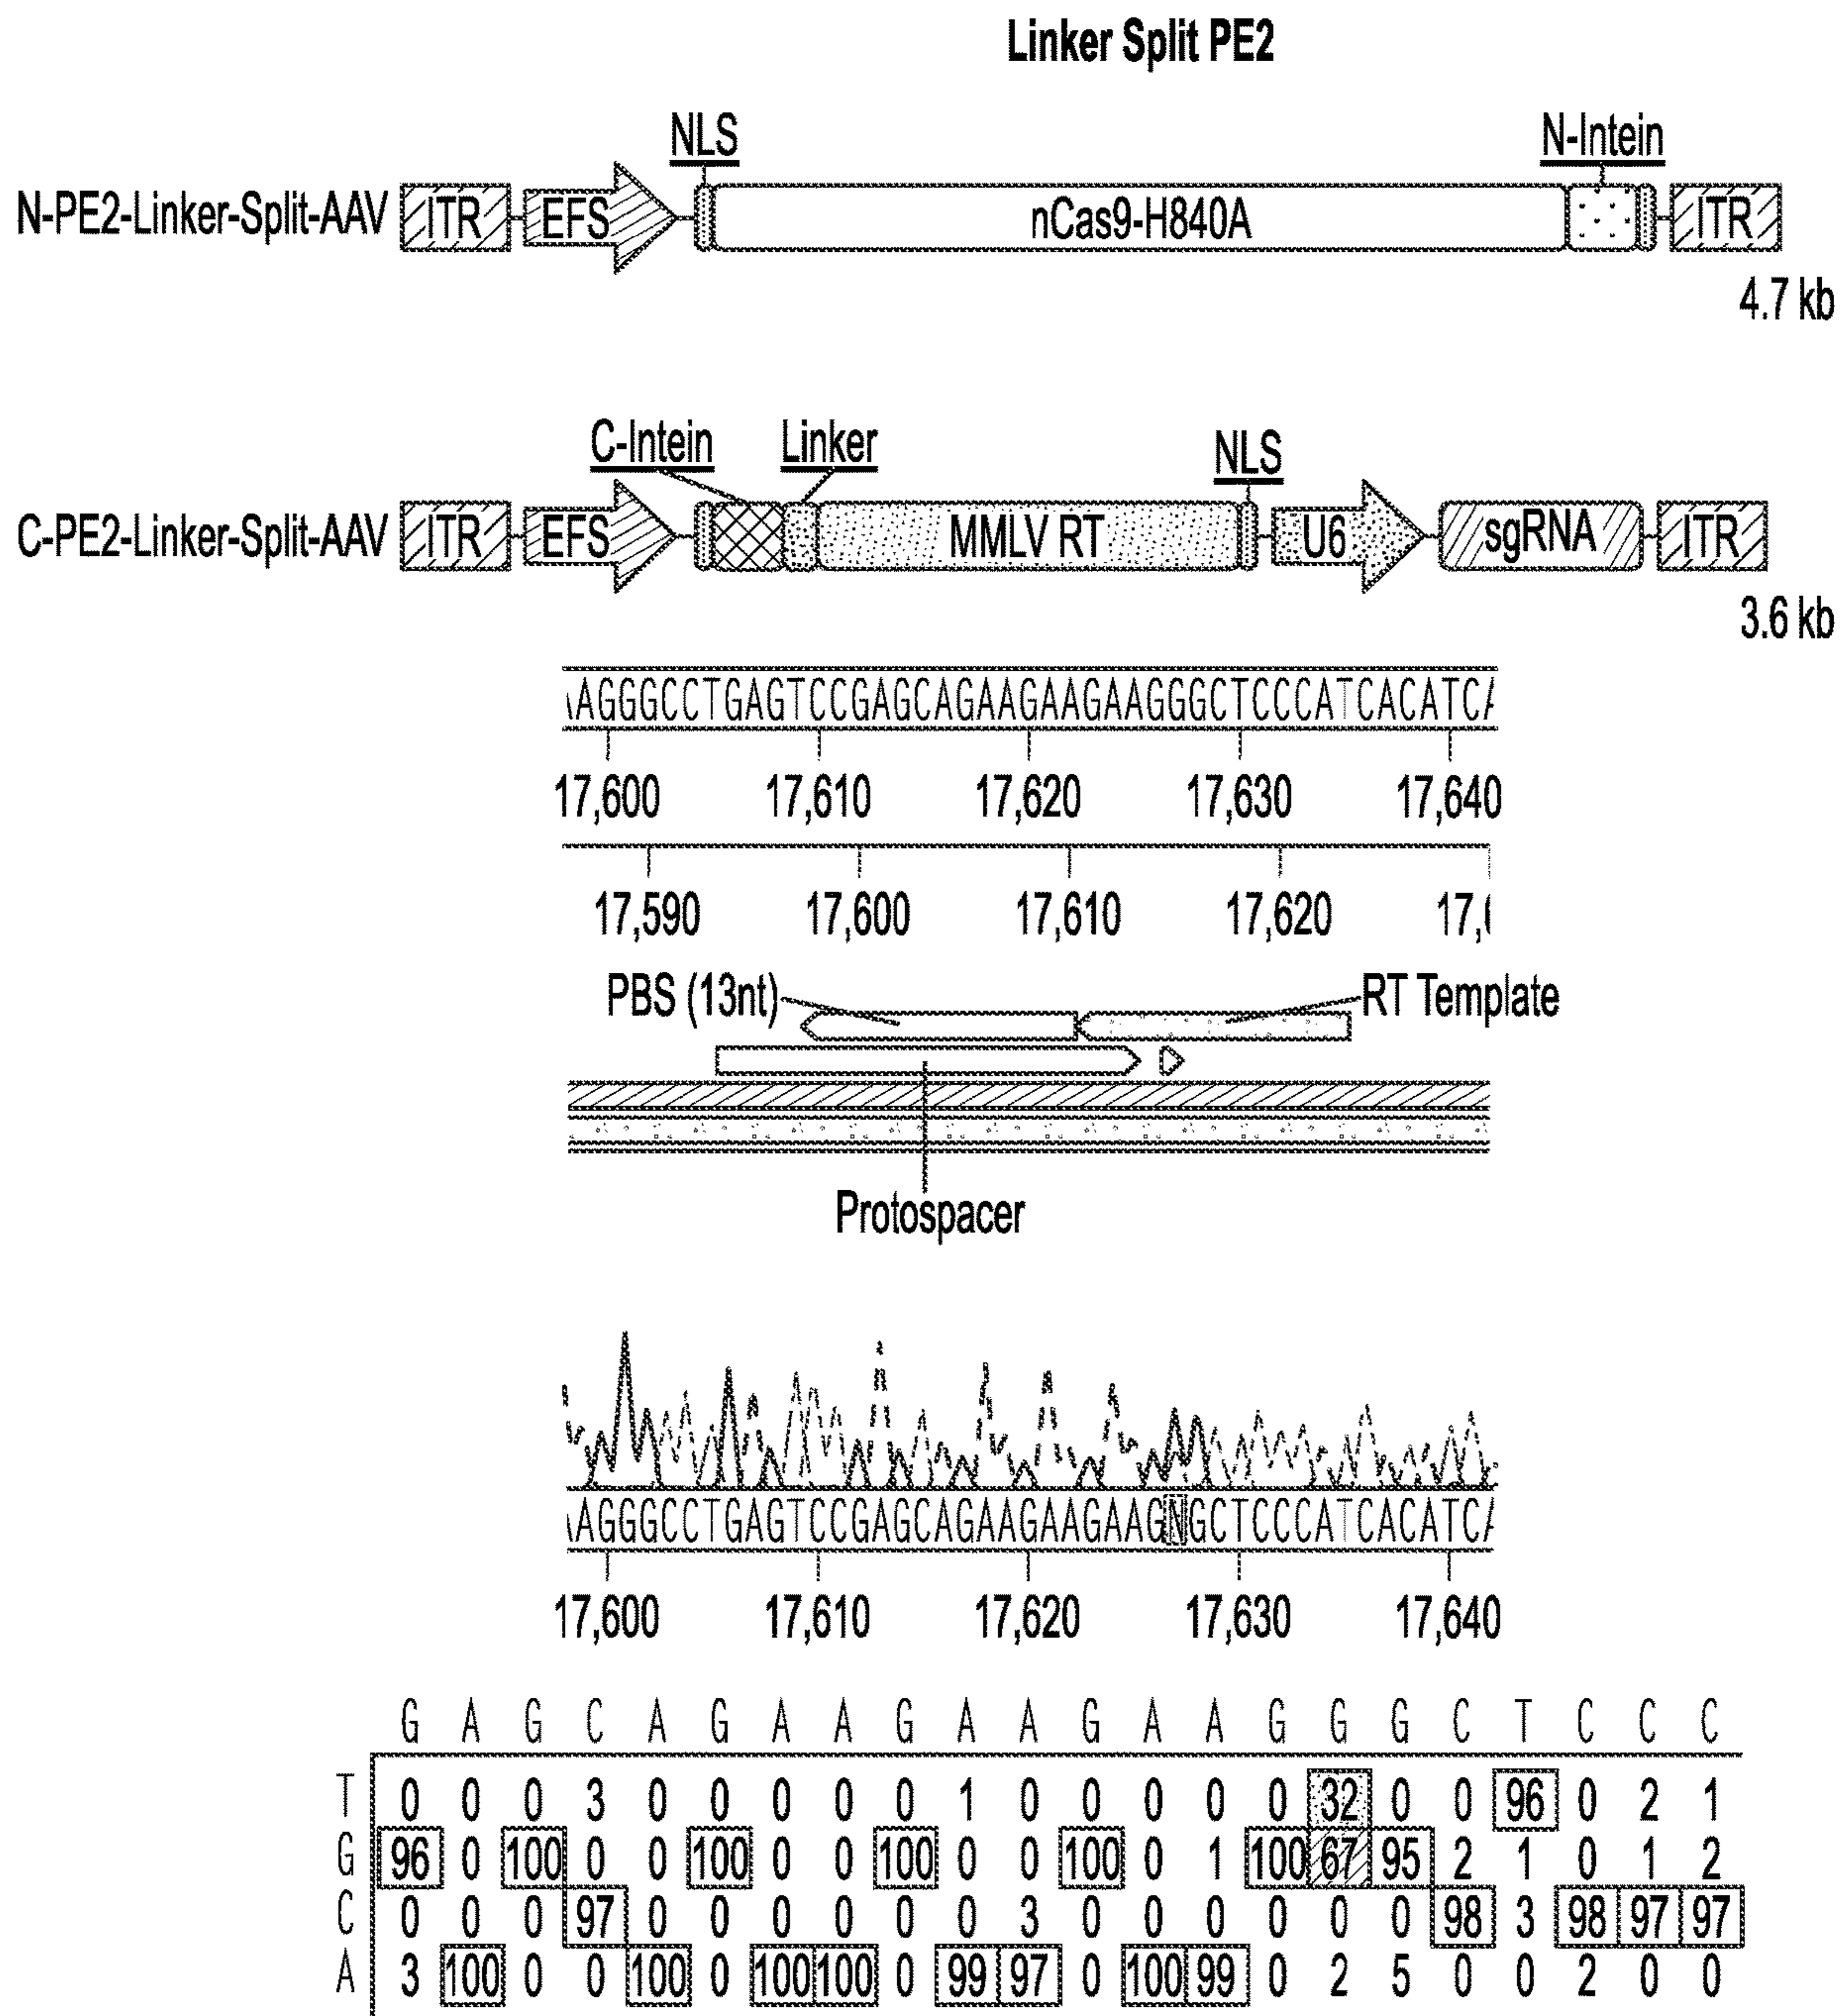 Linker Split PE2
NLS
N-Intein
N-PE2-Linker-Split-AAV ITR EFS nCas9-H840A ITR
4.7 kb
C-Intein Linker NLS
C-PE2-Linker-Split-AAV ITR EFS MMLV RT U6 sgRNA ITR
3.6 kb
AGGGCCTGAGTCCGAGCAGAAGAAGAAGGGCTCCCATCACATCA
17,600 17,610 17,620 17,630 17,640
17,590 17,600 17,610 17,620 17,
PBS (13nt) RT Template
Protospacer
AGGGCCTGAGTCCGAGCAGAAGAAGAAGNGCTCCCATCACATCA
17,600 17,610 17,620 17,630 17,640
G A G C A G A A G A A G A A G G G C T C C C
T 0 0 0 3 0 0 0 0 0 1 0 0 0 0 0 32 0 0 96 0 2 1
G 96 0 100 0 0 100 0 0 100 0 0 100 0 1 100 67 95 2 1 0 1 2
C 0 0 0 97 0 0 0 0 0 0 3 0 0 0 0 0 0 98 3 98 97 97
A 3 100 0 0 100 0 100 100 0 99 97 0 100 99 0 2 5 0 0 2 0 0